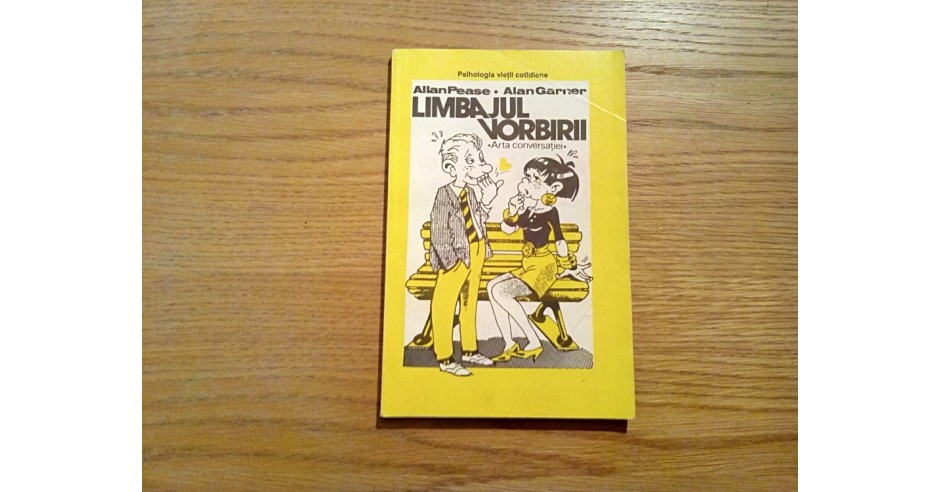 Psihologia vieții cotidiene
Allan Pease • Alan Garner
LIMBAJUL
VORBIRII
•Arta conversației•